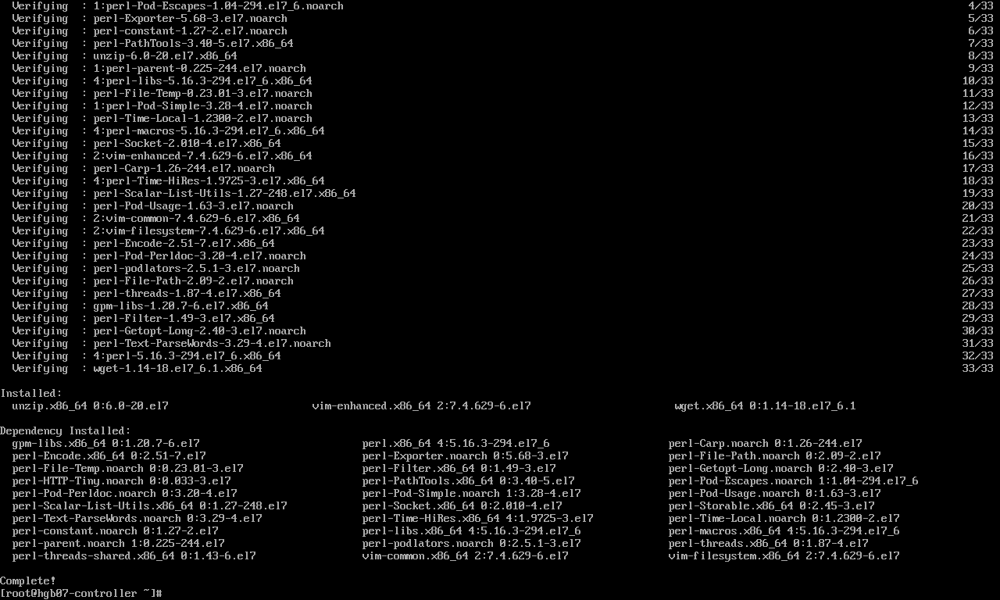 Verifying  : 1:perl-Pod-Escapes-1.04-294.el7_6.noarch 4/33
Verifying  : perl-Exporter-5.68-3.el7.noarch 5/33
Verifying  : perl-constant-1.27-2.el7.noarch 6/33
Verifying  : perl-PathTools-3.40-5.el7.x86_64 7/33
Verifying  : unzip-6.0-20.el7.x86_64 8/33
Verifying  : 1:perl-parent-0.225-244.el7.noarch 9/33
Verifying  : 4:perl-libs-5.16.3-294.el7_6.x86_64 10/33
Verifying  : perl-File-Temp-0.23.01-3.el7.noarch 11/33
Verifying  : 1:perl-Pod-Simple-3.28-4.el7.noarch 12/33
Verifying  : perl-Time-Local-1.2300-2.el7.noarch 13/33
Verifying  : 4:perl-macros-5.16.3-294.el7_6.x86_64 14/33
Verifying  : perl-Socket-2.010-4.el7.x86_64 15/33
Verifying  : 2:vim-enhanced-7.4.629-6.el7.x86_64 16/33
Verifying  : perl-Carp-1.26-244.el7.noarch 17/33
Verifying  : 4:perl-Time-HiRes-1.9725-3.el7.x86_64 18/33
Verifying  : perl-Scalar-List-Utils-1.27-248.el7.x86_64 19/33
Verifying  : perl-Pod-Usage-1.63-3.el7.noarch 20/33
Verifying  : 2:vim-common-7.4.629-6.el7.x86_64 21/33
Verifying  : 2:vim-filesystem-7.4.629-6.el7.x86_64 22/33
Verifying  : perl-Encode-2.51-7.el7.x86_64 23/33
Verifying  : perl-Pod-Perldoc-3.20-4.el7.noarch 24/33
Verifying  : perl-podlators-2.5.1-3.el7.noarch 25/33
Verifying  : perl-File-Path-2.09-2.el7.noarch 26/33
Verifying  : perl-threads-1.87-4.el7.x86_64 27/33
Verifying  : gpm-libs-1.20.7-6.el7.x86_64 28/33
Verifying  : perl-Filter-1.49-3.el7.x86_64 29/33
Verifying  : perl-Getopt-Long-2.40-3.el7.noarch 30/33
Verifying  : perl-Text-ParseWords-3.29-4.el7.noarch 31/33
Verifying  : 4:perl-5.16.3-294.el7_6.x86_64 32/33
Verifying  : wget-1.14-18.el7_6.1.x86_64 33/33
Installed:
unzip.x86_64 0:6.0-20.el7 vim-enhanced.x86_64 2:7.4.629-6.el7 wget.x86_64 0:1.14-18.el7_6.1
Dependency Installed:
gpm-libs.x86_64 0:1.20.7-6.el7 perl.x86_64 4:5.16.3-294.el7_6 perl-Carp.noarch 0:1.26-244.el7
perl-Encode.x86_64 0:2.51-7.el7 perl-Exporter.noarch 0:5.68-3.el7 perl-File-Path.noarch 0:2.09-2.el7
perl-File-Temp.noarch 0:0.23.01-3.el7 perl-Filter.x86_64 0:1.49-3.el7 perl-Getopt-Long.noarch 0:2.40-3.el7
perl-HTTP-Tiny.noarch 0:0.033-3.el7 perl-PathTools.x86_64 0:3.40-5.el7 perl-Pod-Escapes.noarch 1:1.04-294.el7_6
perl-Pod-Perldoc.noarch 0:3.20-4.el7 perl-Pod-Simple.noarch 1:3.28-4.el7 perl-Pod-Usage.noarch 0:1.63-3.el7
perl-Scalar-List-Utils.x86_64 0:1.27-248.el7 perl-Socket.x86_64 0:2.010-4.el7 perl-Storable.x86_64 0:2.45-3.el7
perl-Text-ParseWords.noarch 0:3.29-4.el7 perl-Time-HiRes.x86_64 4:1.9725-3.el7 perl-Time-Local.noarch 0:1.2300-2.el7
perl-constant.noarch 0:1.27-2.el7 perl-libs.x86_64 4:5.16.3-294.el7_6 perl-macros.x86_64 4:5.16.3-294.el7_6
perl-parent.noarch 1:0.225-244.el7 perl-podlators.noarch 0:2.5.1-3.el7 perl-threads.x86_64 0:1.87-4.el7
perl-threads-shared.x86_64 0:1.43-6.el7 vim-common.x86_64 2:7.4.629-6.el7 vim-filesystem.x86_64 2:7.4.629-6.el7
Complete!
[root@hgb07-controller ~]#